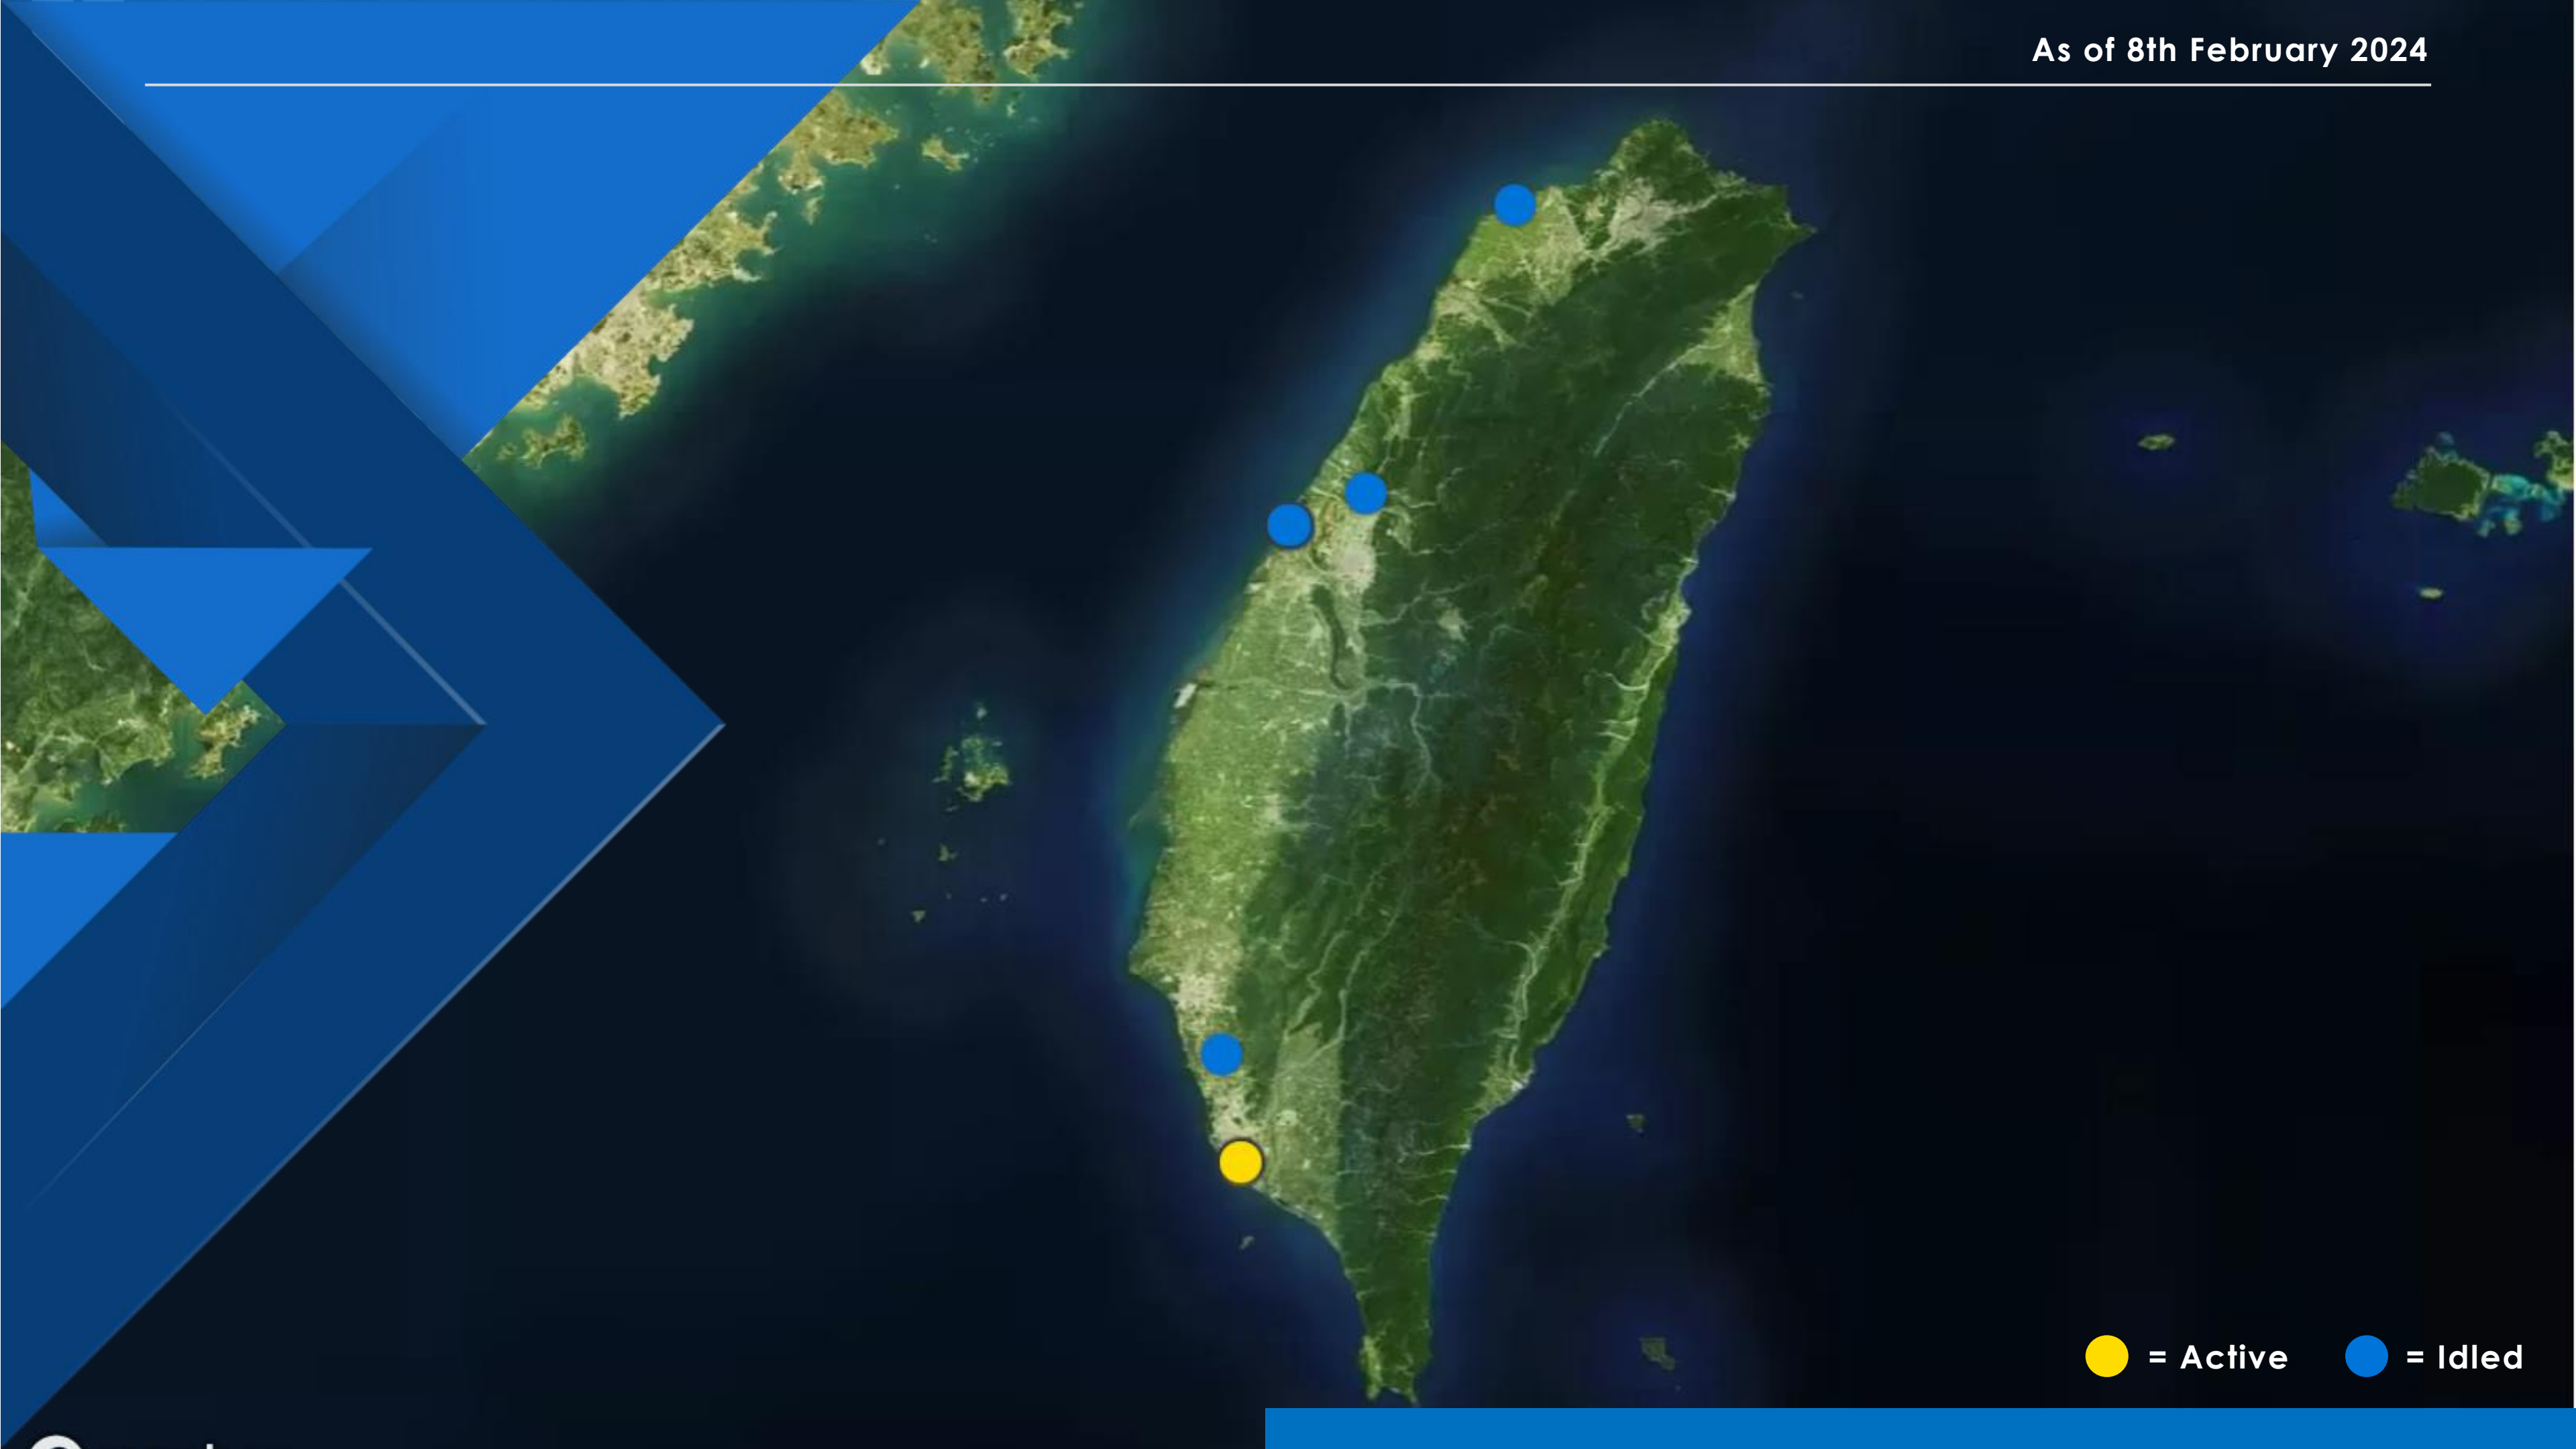 As of 8th February 2024
= Active
= Idled